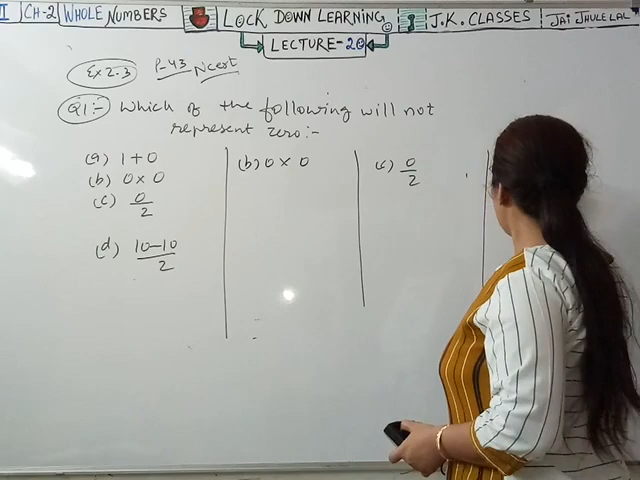 II CH-2 WHOLE NUMBERS LOCK DOWN LEARNING J.K. CLASSES JAI JHULELAL
LECTURE-20
Ex 2.3 P-43 Ncert
Q1:- Which of the following will not
represent zero:-
(a) 1+0
(b) 0×0
(c) 0/2
(d) 10-10/2
(b) 0×0
(c) 0/2